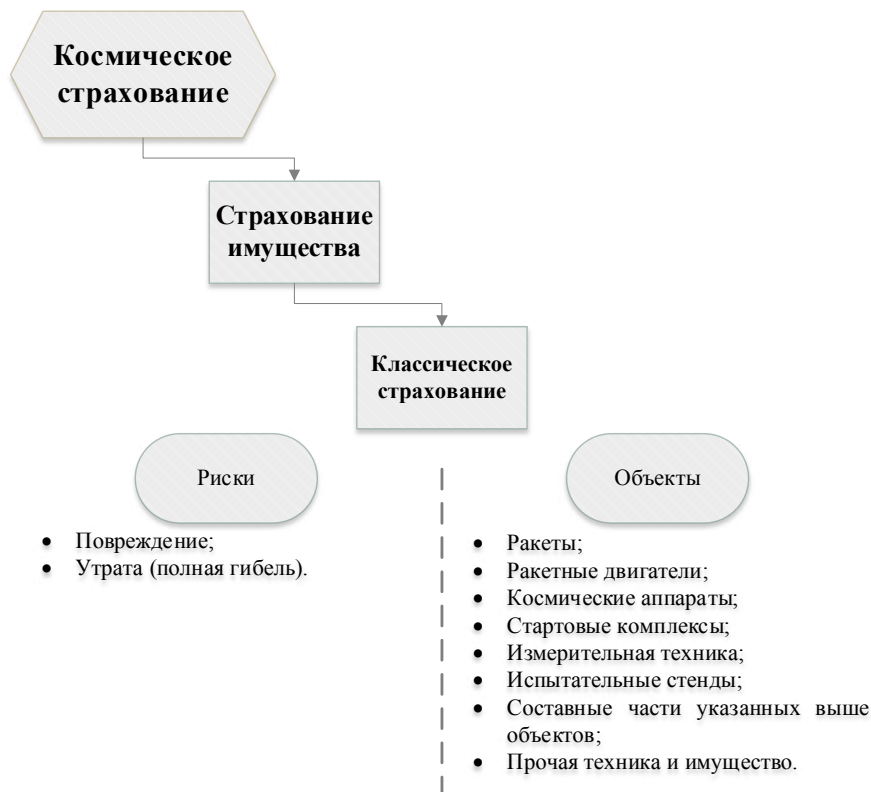 Космическое
страхование
Страхование
имущества
Классическое
страхование
Риски
• Повреждение;
• Утрата (полная гибель).
Объекты
• Ракеты;
• Ракетные двигатели;
• Космические аппараты;
• Стартовые комплексы;
• Измерительная техника;
• Испытательные стенды;
• Составные части указанных выше
объектов;
• Прочая техника и имущество.